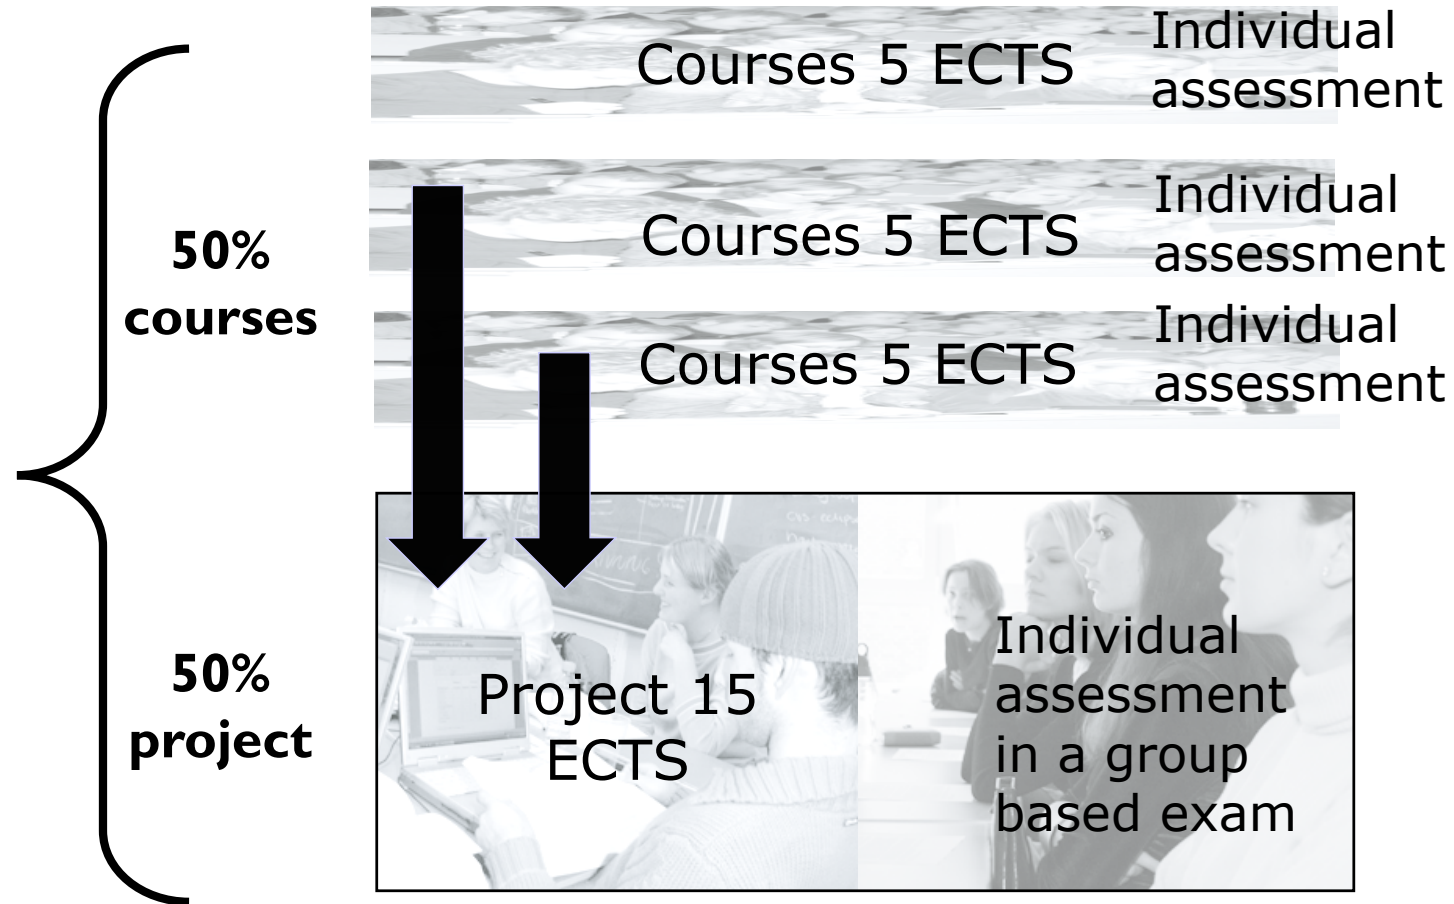 Courses 5 ECTS
Individual
assessment
50%
courses
Courses 5 ECTS
Individual
assessment
Courses 5 ECTS
Individual
assessment
50%
project
Project 15
ECTS
Individual
assessment
in a group
based exam